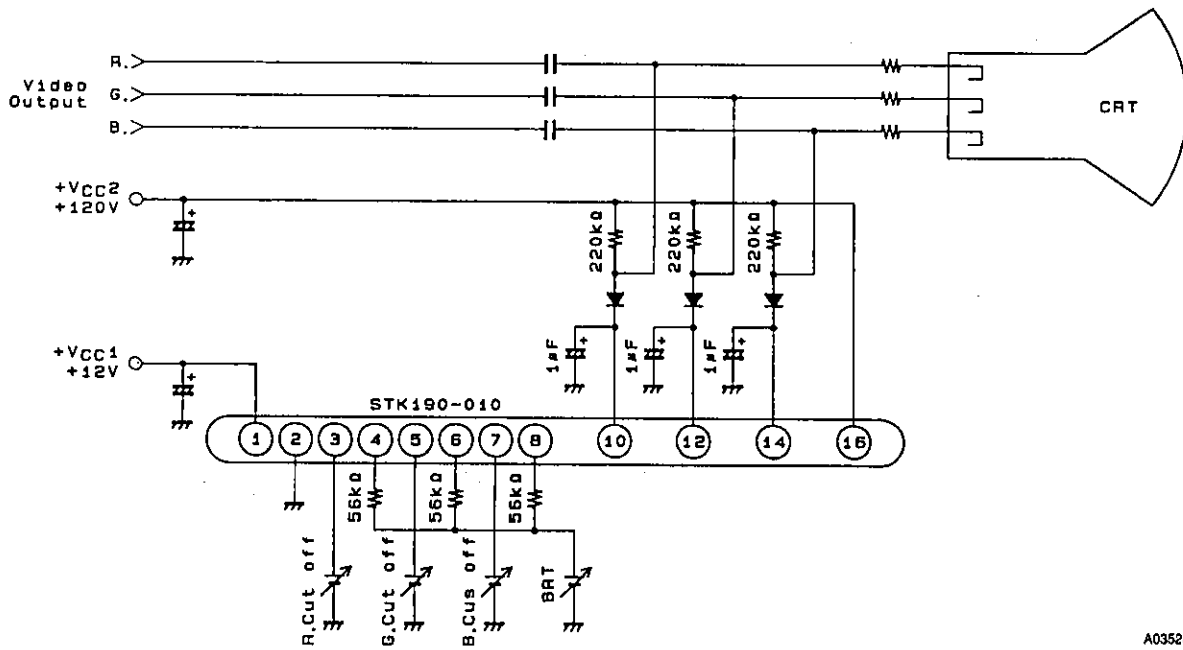 R.
Video
Output
G.
B.
CRT
+VCC2
+120V
220kΩ
220kΩ
220kΩ
1μF
1μF
1μF
+VCC1
+12V
STK190-010
1 2 3 4 5 6 7 8 10 12 14 16
56kΩ
56kΩ
56kΩ
R.Cut off
G.Cut off
B.Cus off
BRT
A0352